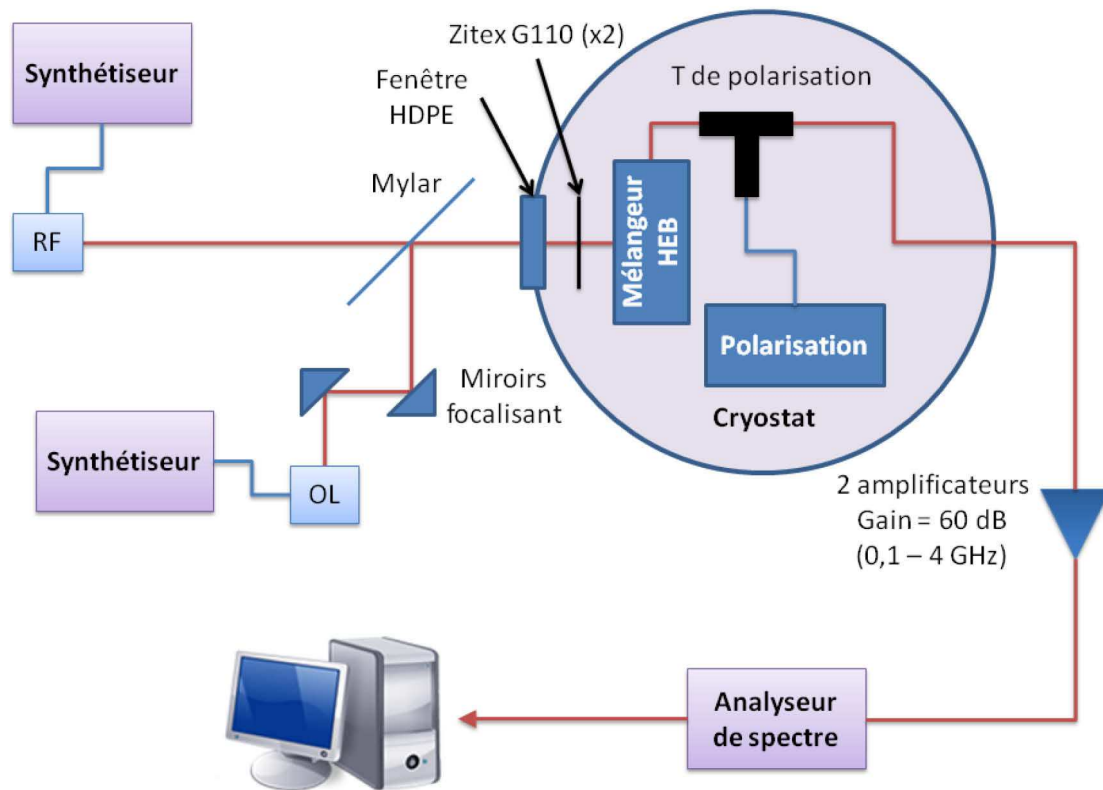 Synthétiseur
Zitex G110 (x2)
Fenêtre
HDPE
T de polarisation
Mylar
RF
Mélangeur
HEB
Polarisation
Cryostat
Miroirs
focalisant
Synthétiseur
OL
2 amplificateurs
Gain = 60 dB
(0,1 – 4 GHz)
Analyseur
de spectre